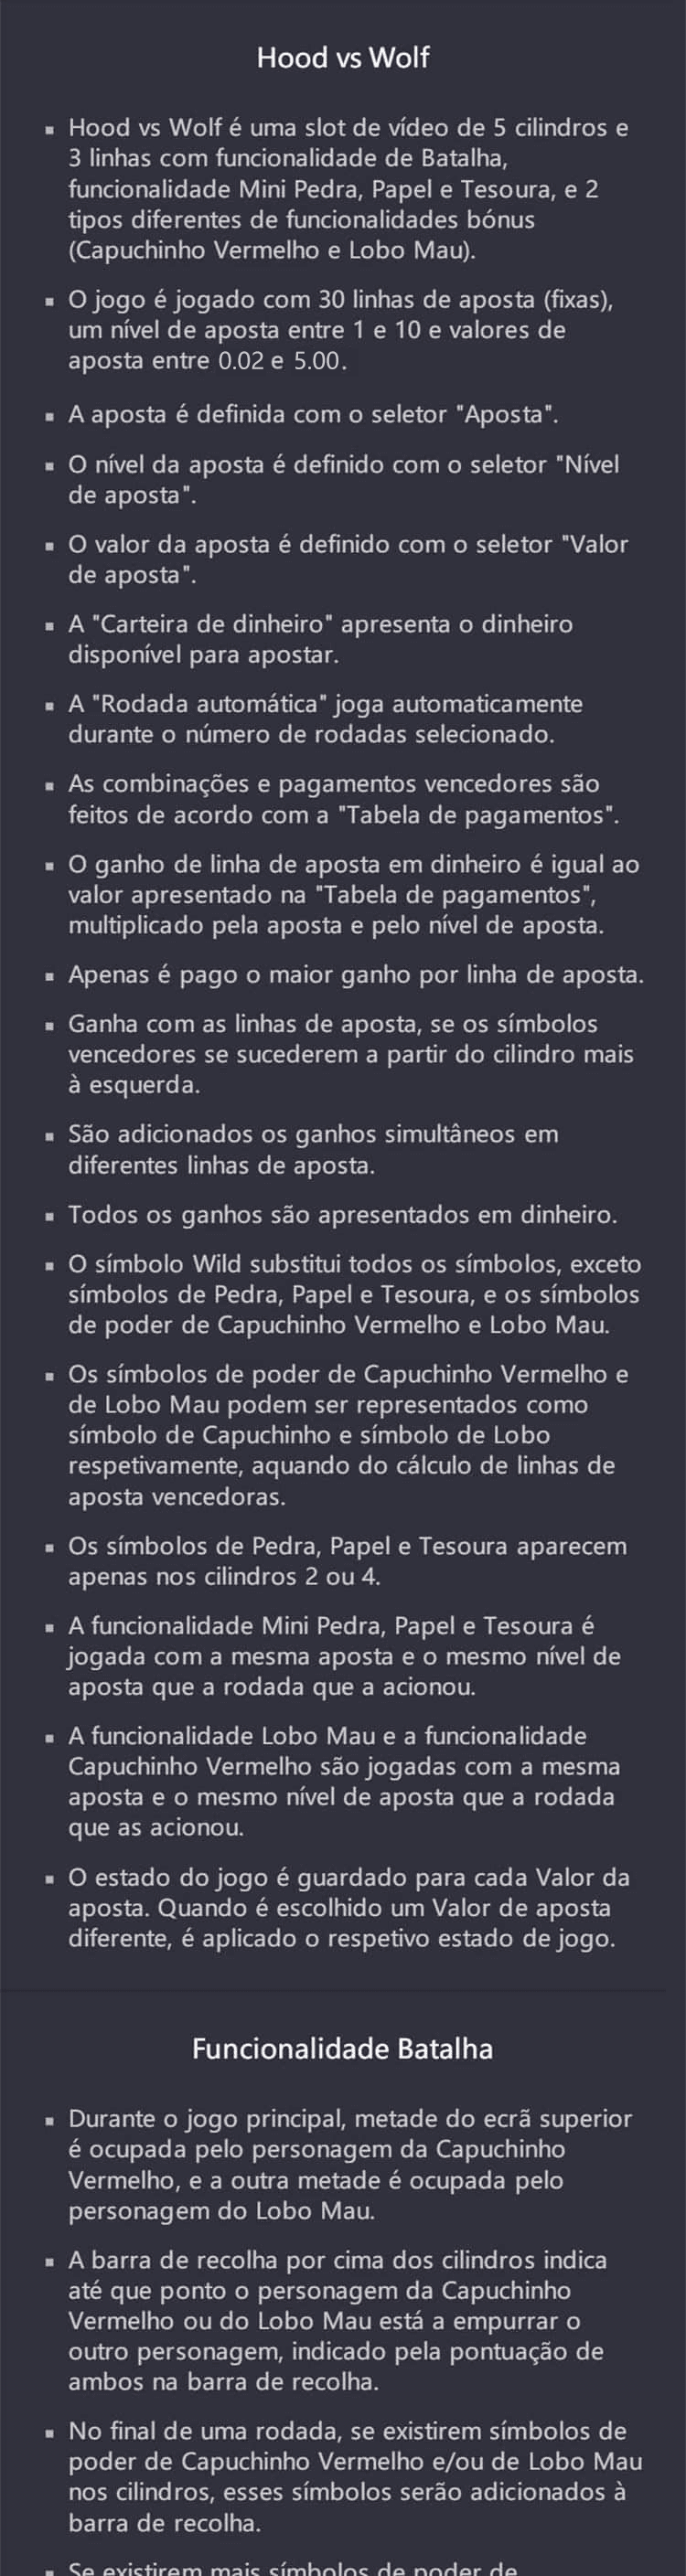 Hood vs Wolf
▪ Hood vs Wolf é uma slot de vídeo de 5 cilindros e
3 linhas com funcionalidade de Batalha,
funcionalidade Mini Pedra, Papel e Tesoura, e 2
tipos diferentes de funcionalidades bónus
(Capuchinho Vermelho e Lobo Mau).
▪ O jogo é jogado com 30 linhas de aposta (fixas),
um nível de aposta entre 1 e 10 e valores de
aposta entre 0.02 e 5.00.
▪ A aposta é definida com o seletor "Aposta".
▪ O nível da aposta é definido com o seletor "Nível
de aposta".
▪ O valor da aposta é definido com o seletor "Valor
de aposta".
▪ A "Carteira de dinheiro" apresenta o dinheiro
disponível para apostar.
▪ A "Rodada automática" joga automaticamente
durante o número de rodadas selecionado.
▪ As combinações e pagamentos vencedores são
feitos de acordo com a "Tabela de pagamentos".
▪ O ganho de linha de aposta em dinheiro é igual ao
valor apresentado na "Tabela de pagamentos",
multiplicado pela aposta e pelo nível de aposta.
▪ Apenas é pago o maior ganho por linha de aposta.
▪ Ganha com as linhas de aposta, se os símbolos
vencedores se sucederem a partir do cilindro mais
à esquerda.
▪ São adicionados os ganhos simultâneos em
diferentes linhas de aposta.
▪ Todos os ganhos são apresentados em dinheiro.
▪ O símbolo Wild substitui todos os símbolos, exceto
símbolos de Pedra, Papel e Tesoura, e os símbolos
de poder de Capuchinho Vermelho e Lobo Mau.
▪ Os símbolos de poder de Capuchinho Vermelho e
de Lobo Mau podem ser representados como
símbolo de Capuchinho e símbolo de Lobo
respetivamente, aquando do cálculo de linhas de
aposta vencedoras.
▪ Os símbolos de Pedra, Papel e Tesoura aparecem
apenas nos cilindros 2 ou 4.
▪ A funcionalidade Mini Pedra, Papel e Tesoura é
jogada com a mesma aposta e o mesmo nível de
aposta que a rodada que a acionou.
▪ A funcionalidade Lobo Mau e a funcionalidade
Capuchinho Vermelho são jogadas com a mesma
aposta e o mesmo nível de aposta que a rodada
que as acionou.
▪ O estado do jogo é guardado para cada Valor da
aposta. Quando é escolhido um Valor de aposta
diferente, é aplicado o respetivo estado de jogo.
Funcionalidade Batalha
▪ Durante o jogo principal, metade do ecrã superior
é ocupada pelo personagem da Capuchinho
Vermelho, e a outra metade é ocupada pelo
personagem do Lobo Mau.
▪ A barra de recolha por cima dos cilindros indica
até que ponto o personagem da Capuchinho
Vermelho ou do Lobo Mau está a empurrar o
outro personagem, indicado pela pontuação de
ambos na barra de recolha.
▪ No final de uma rodada, se existirem símbolos de
poder de Capuchinho Vermelho e/ou de Lobo Mau
nos cilindros, esses símbolos serão adicionados à
barra de recolha.
▪ Se existirem mais símbolos de poder de